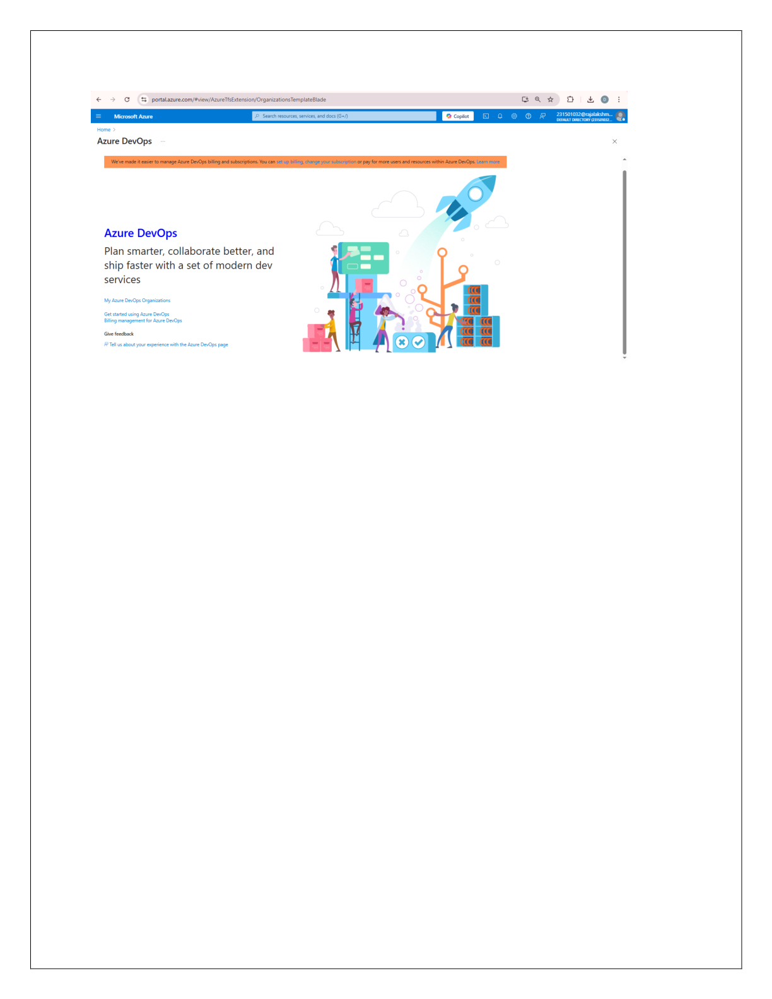 portal.azure.com/#view/AzureTfsExtension/OrganizationsTemplateBlade
D
Microsoft Azure
Search resources, services, and docs (G+/)
Copilot
231501032@rajalakshm...
DEFAULT DIRECTORY (231501032...
Home >
Azure DevOps ...
We've made it easier to manage Azure DevOps billing and subscriptions. You can set up billing, change your subscription or pay for more users and resources within Azure DevOps. Learn more
Azure DevOps
Plan smarter, collaborate better, and
ship faster with a set of modern dev
services
My Azure DevOps Organizations
Get started using Azure DevOps
Billing management for Azure DevOps
Give feedback
Tell us about your experience with the Azure DevOps page